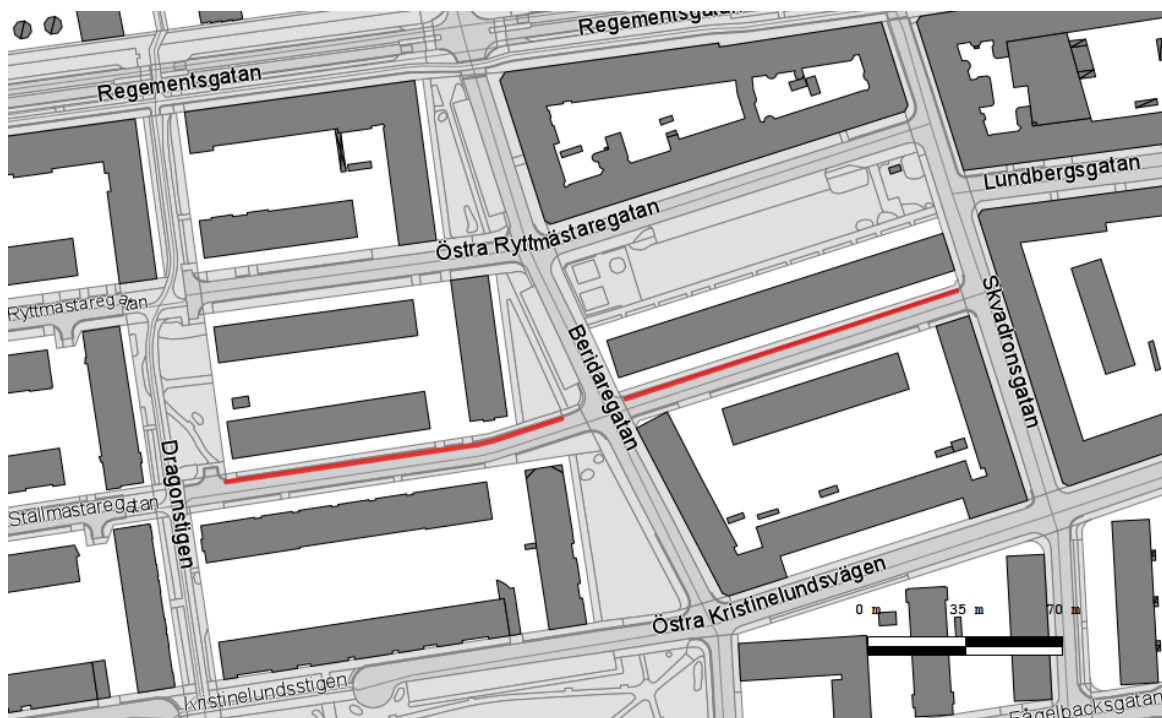 Regementsgatan
Regementsgatan
Lundbergsgatan
Östra Ryttmästaregatan
Ryttmästaregatan
Skvadronsgatan
Beridaregatan
Dragonstigen
Stallmästaregatan
Östra Kristinelundsvägen
0 m 35 m 70 m
Kristinelundsstigen
Fågelbacksgatan